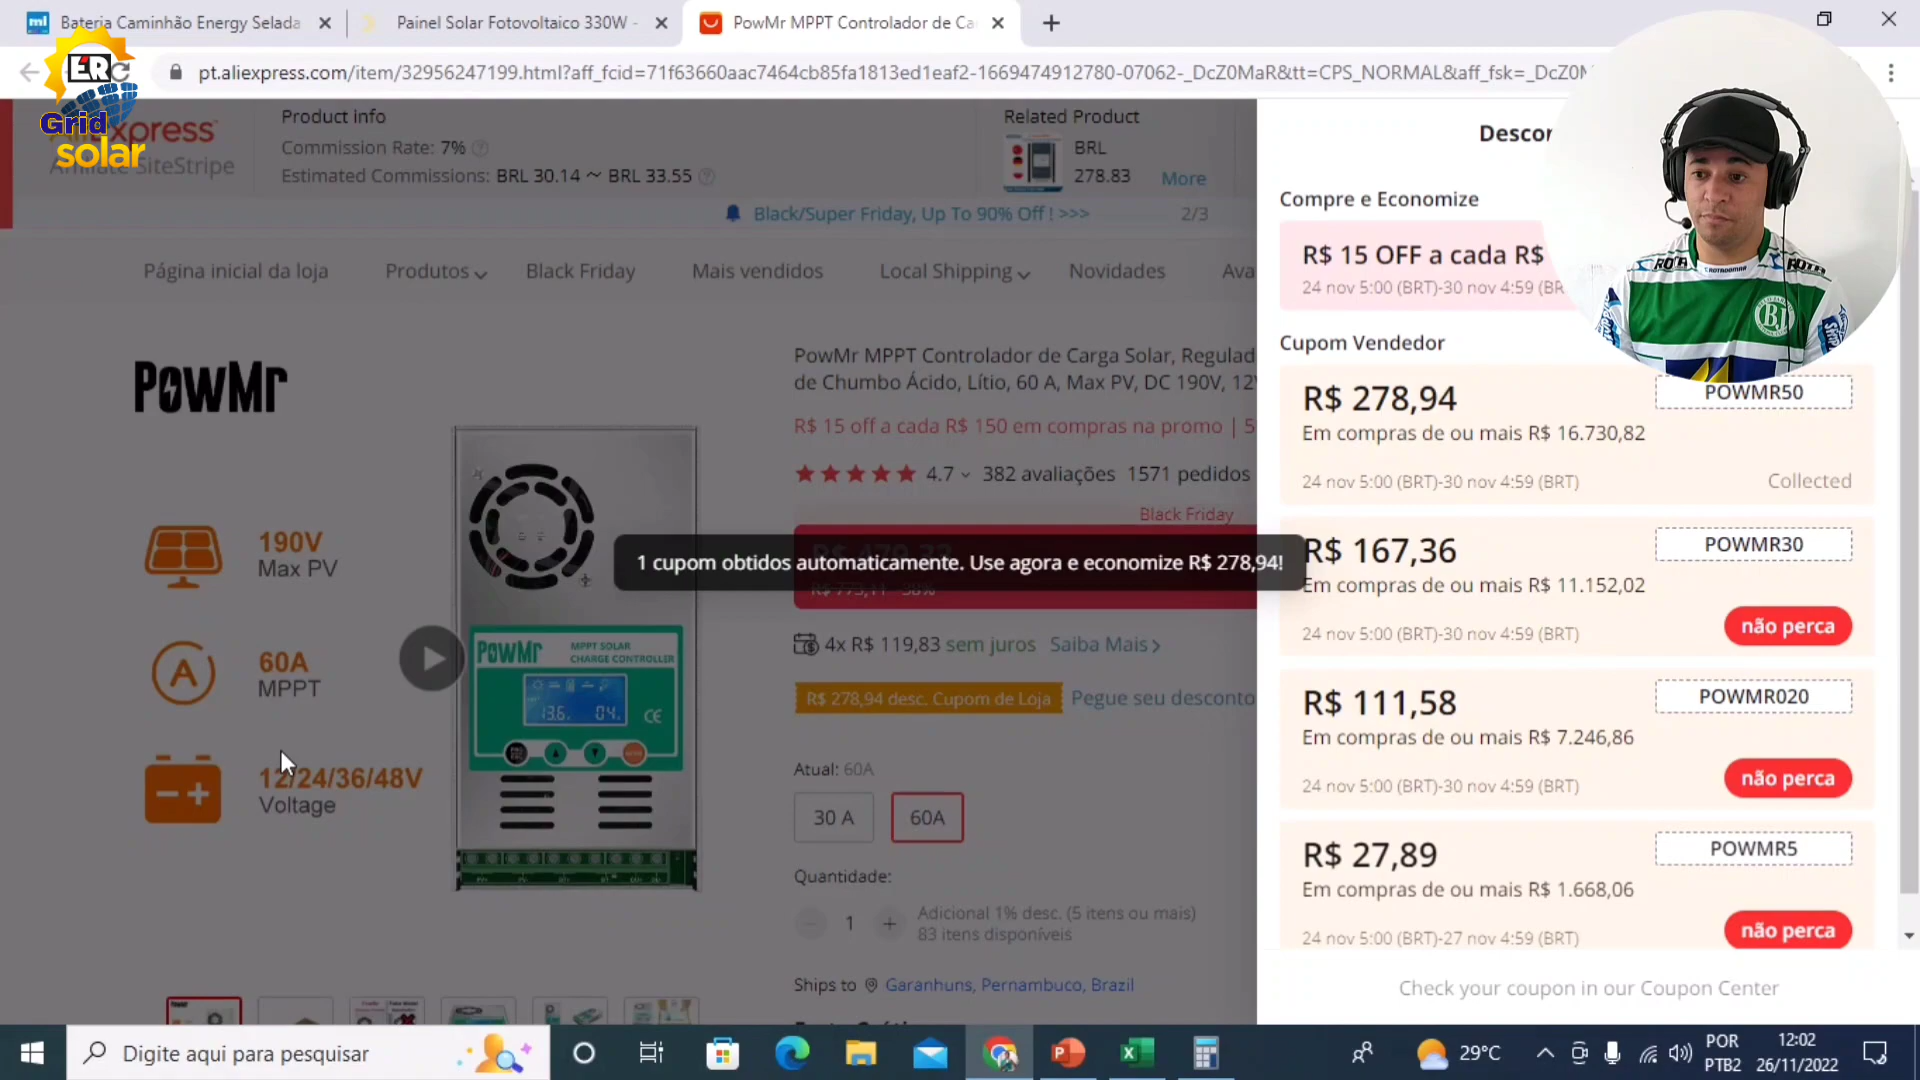 Bateria Caminhão Energy Selada
Painel Solar Fotovoltaico 330W -
PowMr MPPT Controlador de Ca
pt.aliexpress.com/item/32956247199.html?aff_fcid=71f63660aac7464cb85fa1813ed1eaf2-1669474912780-07062-_DcZ0MaR&tt=CPS_NORMAL&aff_fsk=_DcZ0M
ER
Grid
solar
Product info
Commission Rate: 7%
Estimated Commissions: BRL 30.14 ~ BRL 33.55
Related Product
BRL
278.83 More
Black/Super Friday, Up To 90% Off ! >>>
2/3
Página inicial da loja
Produtos
Black Friday
Mais vendidos
Local Shipping
Novidades
Ava
PowMr
190V
Max PV
60A
MPPT
12/24/36/48V
Voltage
PowMr
MPPT SOLAR
CHARGE CONTROLLER
13.6. 04.
CE
PowMr MPPT Controlador de Carga Solar, Regulad
de Chumbo Ácido, Lítio, 60 A, Max PV, DC 190V, 12V
R$ 15 off a cada R$ 150 em compras na promo | 5
4.7 382 avaliações 1571 pedidos
Black Friday
1 cupom obtidos automaticamente. Use agora e economize R$ 278,94!
R$ 773,11 -38%
4x R$ 119,83 sem juros Saiba Mais
R$ 278,94 desc. Cupom de Loja
Pegue seu desconto
Atual: 60A
30 A
60A
Quantidade:
1
Adicional 1% desc. (5 itens ou mais)
83 itens disponíveis
Ships to Garanhuns, Pernambuco, Brazil
Descon
Compre e Economize
R$ 15 OFF a cada R$
24 nov 5:00 (BRT)-30 nov 4:59 (BR
ROTA
ROTA
BJ
Cupom Vendedor
R$ 278,94
POWMR50
Em compras de ou mais R$ 16.730,82
24 nov 5:00 (BRT)-30 nov 4:59 (BRT)
Collected
R$ 167,36
POWMR30
Em compras de ou mais R$ 11.152,02
24 nov 5:00 (BRT)-30 nov 4:59 (BRT)
não perca
R$ 111,58
POWMR020
Em compras de ou mais R$ 7.246,86
24 nov 5:00 (BRT)-30 nov 4:59 (BRT)
não perca
R$ 27,89
POWMR5
Em compras de ou mais R$ 1.668,06
24 nov 5:00 (BRT)-27 nov 4:59 (BRT)
não perca
Check your coupon in our Coupon Center
Digite aqui para pesquisar
29°C
POR
PTB2
12:02
26/11/2022